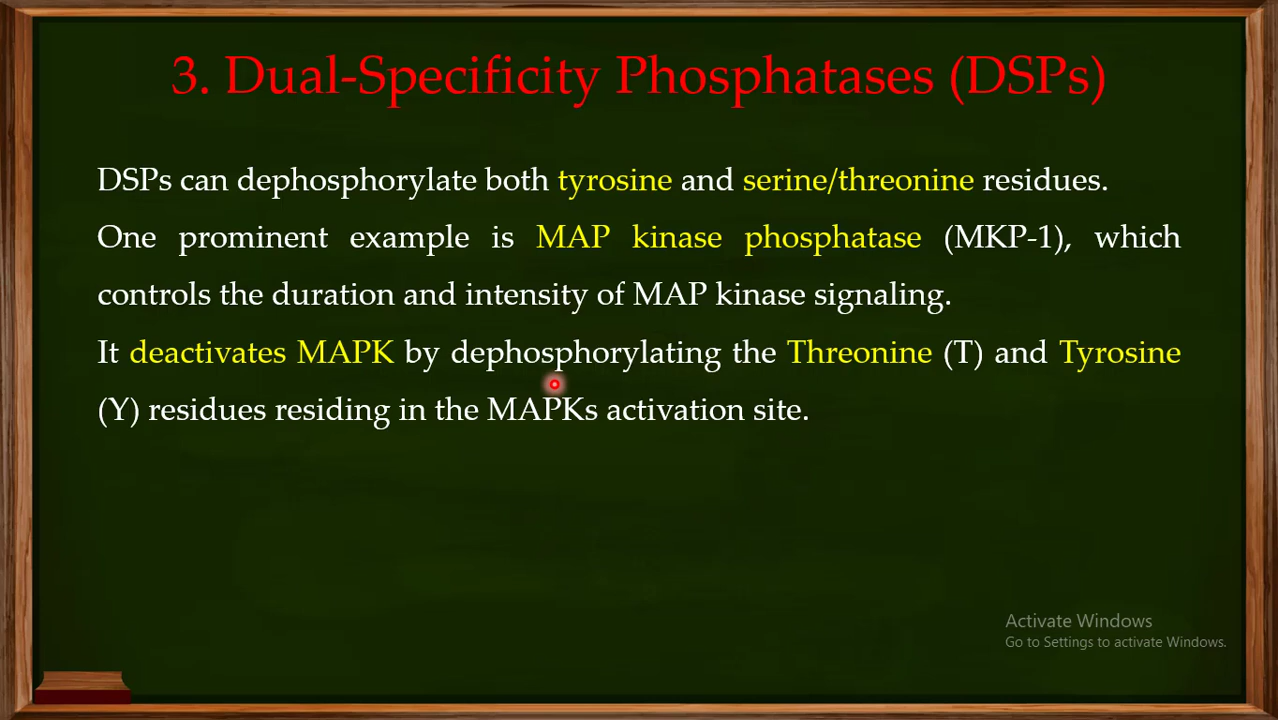 3. Dual-Specificity Phosphatases (DSPs)
DSPs can dephosphorylate both tyrosine and serine/threonine residues.
One prominent example is MAP kinase phosphatase (MKP-1), which
controls the duration and intensity of MAP kinase signaling.
It deactivates MAPK by dephosphorylating the Threonine (T) and Tyrosine
(Y) residues residing in the MAPKs activation site.
Activate Windows
Go to Settings to activate Windows.